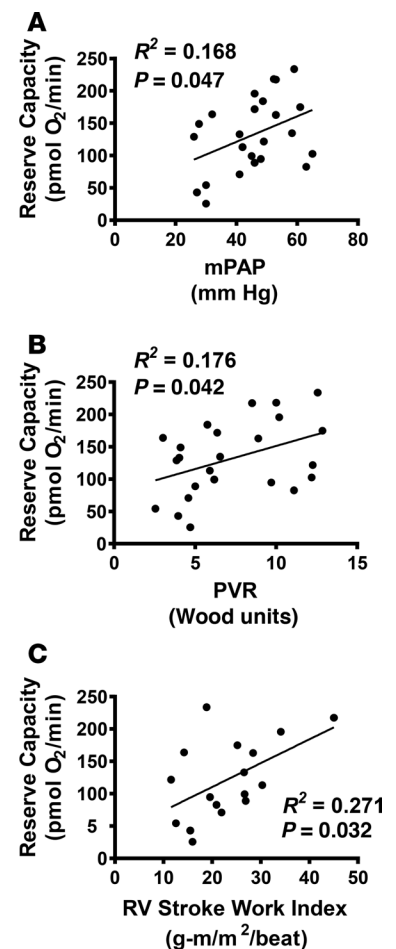 A
R² = 0.168
P = 0.047
Reserve Capacity
(pmol O₂/min)
250
200
150
100
50
0
0 20 40 60 80
mPAP
(mm Hg)
B
R² = 0.176
P = 0.042
Reserve Capacity
(pmol O₂/min)
250
200
150
100
50
0
0 5 10 15
PVR
(Wood units)
C
Reserve Capacity
(pmol O₂/min)
250
200
150
100
5
0
R² = 0.271
P = 0.032
0 10 20 30 40 50
RV Stroke Work Index
(g-m/m²/beat)